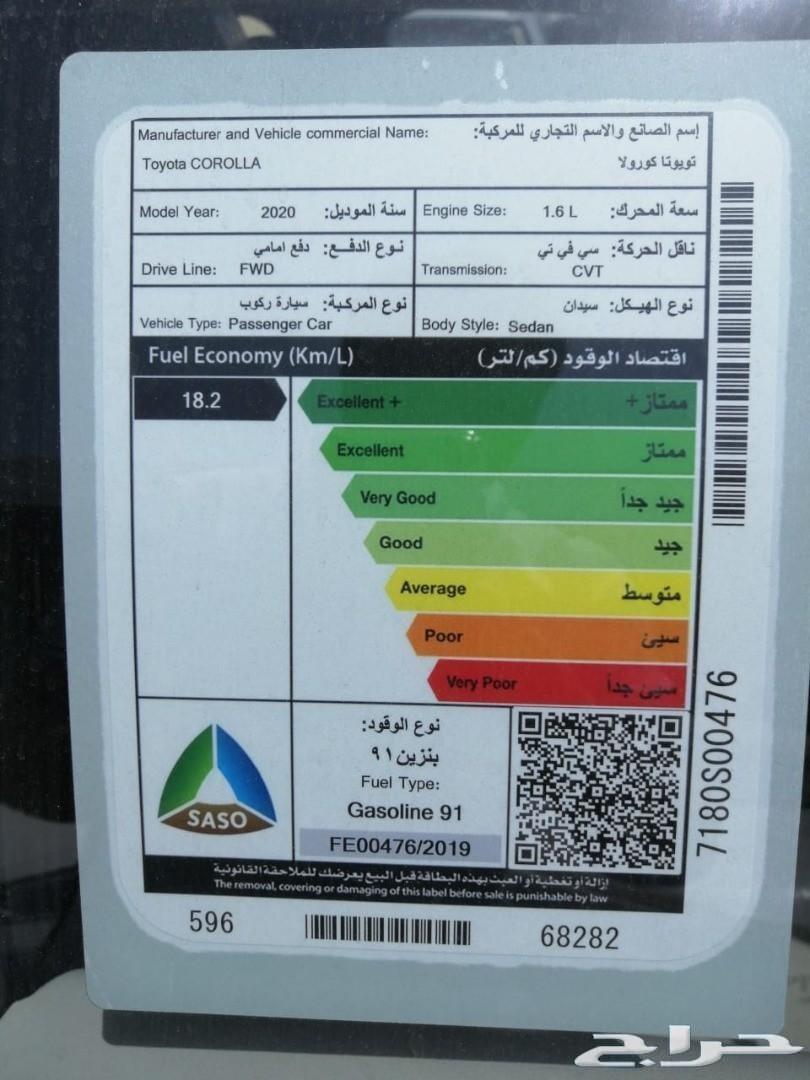 Manufacturer and Vehicle commercial Name: إسم الصانع والاسم التجاري للمركبة:
Toyota COROLLA تويوتا كورولا
Model Year: 2020 سنة الموديل:
Engine Size: 1.6 L سعة المحرك:
نوع الدفع: دفع امامي
Drive Line: FWD
ناقل الحركة: سي في تي
Transmission: CVT
نوع المركبة: سيارة ركوب
Vehicle Type: Passenger Car
نوع الهيكل: سيدان
Body Style: Sedan
Fuel Economy (Km/L) اقتصاد الوقود (كم/لتر)
18.2
Excellent + ممتاز +
Excellent ممتاز
Very Good جيد جداً
Good جيد
Average متوسط
Poor سيئ
Very Poor سيئ جداً
SASO
نوع الوقود:
بنزين ٩١
Fuel Type:
Gasoline 91
FE00476/2019
إزالة أو تغطية أو العبث بهذه البطاقة قبل البيع يعرضك للملاحقة القانونية
The removal, covering or damaging of this label before sale is punishable by law
596 68282
7180S00476
حراج